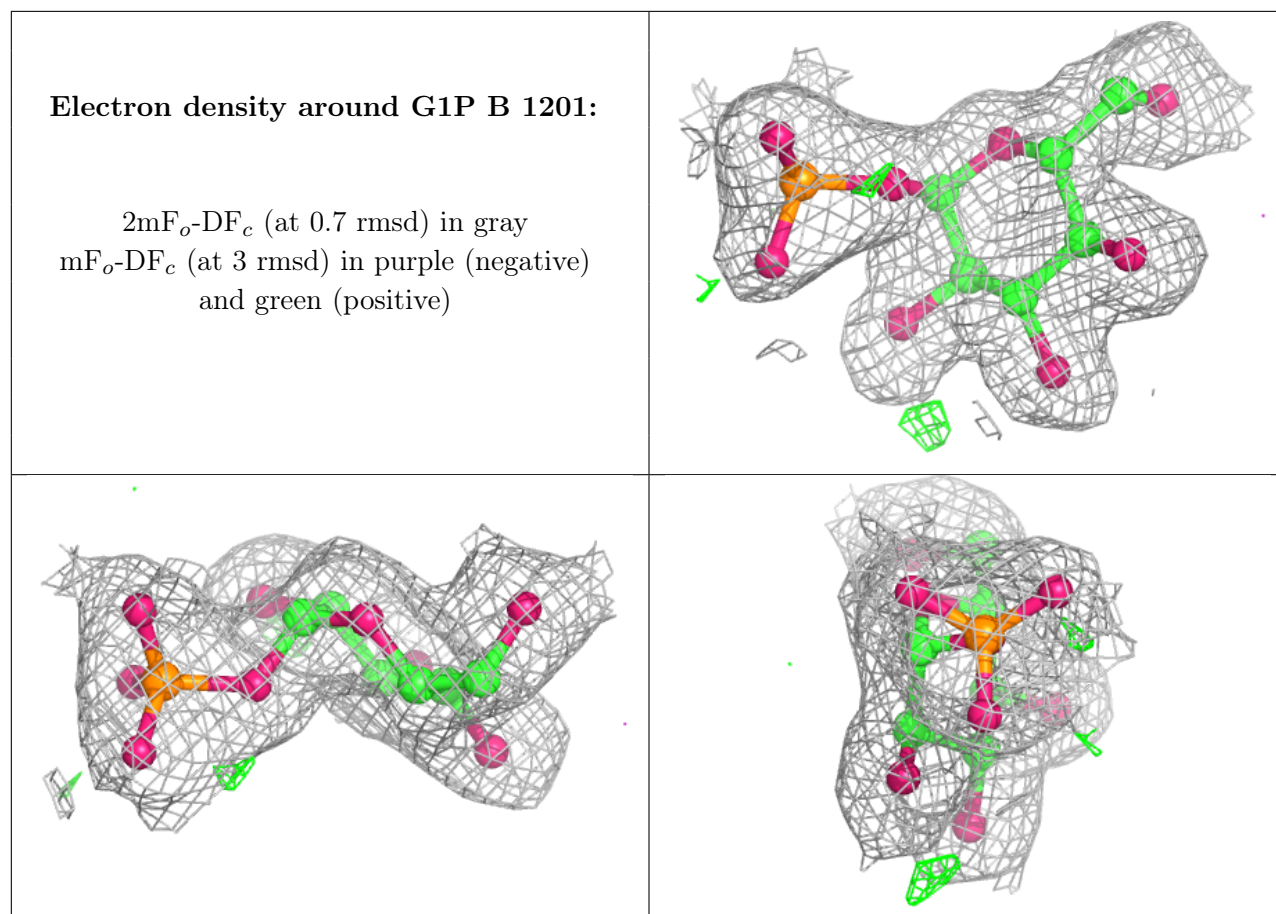 Electron density around G1P B 1201:
2mFo-DFc (at 0.7 rmsd) in gray
mFo-DFc (at 3 rmsd) in purple (negative)
and green (positive)